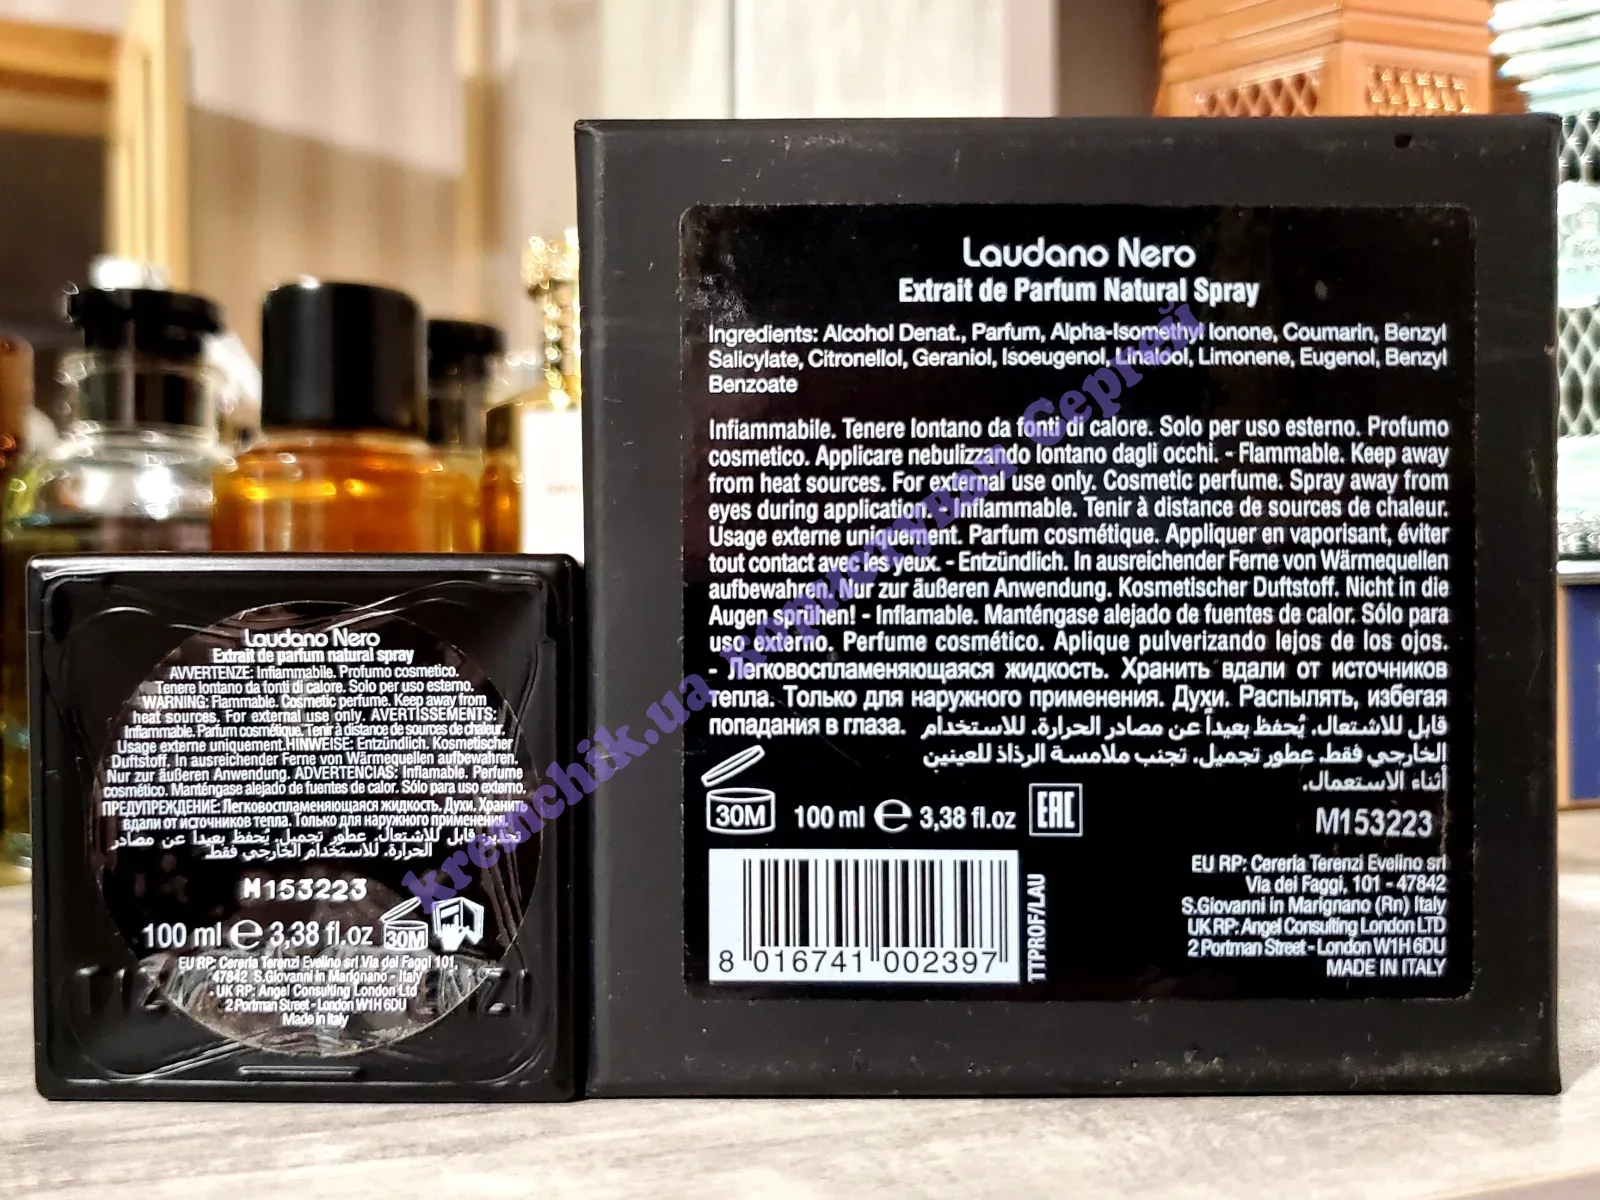 Laudano Nero
Extrait de parfum natural spray
AVVERTENZE: Infiammabile. Profumo cosmetico.
Tenere lontano da fonti di calore. Solo per uso esterno.
WARNING: Flammable. Cosmetic perfume. Keep away from
heat sources. For external use only. AVERTISSEMENTS:
Inflammable. Parfum cosmétique. Tenir à distance de sources de chaleur.
Usage externe uniquement. HINWEISE: Entzündlich. Kosmetischer
Duftstoff. In ausreichender Ferne von Wärmequellen aufbewahren.
Nur zur äußeren Anwendung. ADVERTENCIAS: Inflamable. Perfume
cosmético. Manténgase alejado de fuentes de calor. Sólo para uso externo.
ПРЕДУПРЕЖДЕНИЕ: Легковоспламеняющаяся жидкость. Духи. Хранить
вдали от источников тепла. Только для наружного применения.
تحذير: قابل للاشتعال. عطور تجميل. يُحفظ بعيداً عن مصادر
الحرارة. للاستخدام الخارجي فقط.
M153223
100 ml e 3,38 fl.oz 30M
EU RP: Cereria Terenzi Evelino srl Via dei Faggi 101
47842 S.Giovanni in Marignano - Italy
UK RP: Angel Consulting London Ltd
2 Portman Street - London W1H 6DU
Made in Italy
Laudano Nero
Extrait de Parfum Natural Spray
Ingredients: Alcohol Denat., Parfum, Alpha-Isomethyl Ionone, Coumarin, Benzyl
Salicylate, Citronellol, Geraniol, Isoeugenol, Linalool, Limonene, Eugenol, Benzyl
Benzoate
Infiammabile. Tenere lontano da fonti di calore. Solo per uso esterno. Profumo
cosmetico. Applicare nebulizzando lontano dagli occhi. - Flammable. Keep away
from heat sources. For external use only. Cosmetic perfume. Spray away from
eyes during application. - Inflammable. Tenir à distance de sources de chaleur.
Usage externe uniquement. Parfum cosmétique. Appliquer en vaporisant, éviter
tout contact avec les yeux. - Entzündlich. In ausreichender Ferne von Wärmequellen
aufbewahren. Nur zur äußeren Anwendung. Kosmetischer Duftstoff. Nicht in die
Augen sprühen! - Inflamable. Manténgase alejado de fuentes de calor. Sólo para
uso externo. Perfume cosmético. Aplique pulverizando lejos de los ojos.
- Легковоспламеняющаяся жидкость. Хранить вдали от источников
тепла. Только для наружного применения. Духи. Распылять, избегая
попадания в глаза. قابل للاشتعال. يُحفظ بعيداً عن مصادر الحرارة. للاستخدام
الخارجي فقط. عطور تجميل. تجنب ملامسة الرذاذ للعينين
أثناء الاستعمال.
30M 100 ml e 3,38 fl.oz EAC
M153223
8 016741 002397
TTPROF/LAU
EU RP: Cereria Terenzi Evelino srl
Via dei Faggi, 101 - 47842
S.Giovanni in Marignano (Rn) Italy
UK RP: Angel Consulting London LTD
2 Portman Street - London W1H 6DU
MADE IN ITALY
kremchik.ua
Сергей